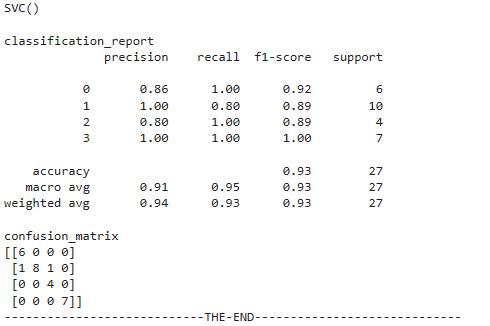 SVC()
classification_report
precision recall f1-score support
0 0.86 1.00 0.92 6
1 1.00 0.80 0.89 10
2 0.80 1.00 0.89 4
3 1.00 1.00 1.00 7
accuracy 0.93 27
macro avg 0.91 0.95 0.93 27
weighted avg 0.94 0.93 0.93 27
confusion_matrix
[[6 0 0 0]
[1 8 1 0]
[0 0 4 0]
[0 0 0 7]]
-------------------------THE-END--------------------------